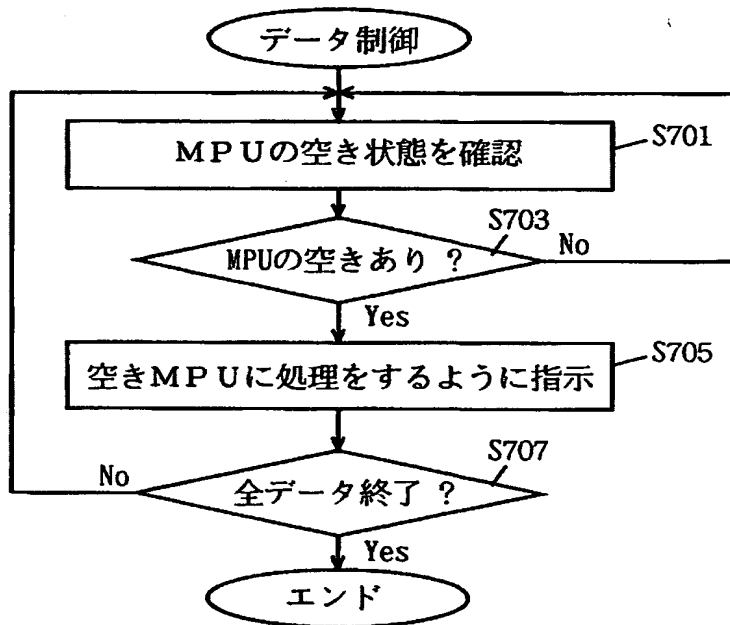 データ制御
MPUの空き状態を確認
S701
S703
MPUの空きあり ?
No
Yes
空きMPUに処理をするように指示
S705
S707
No
全データ終了 ?
Yes
エンド